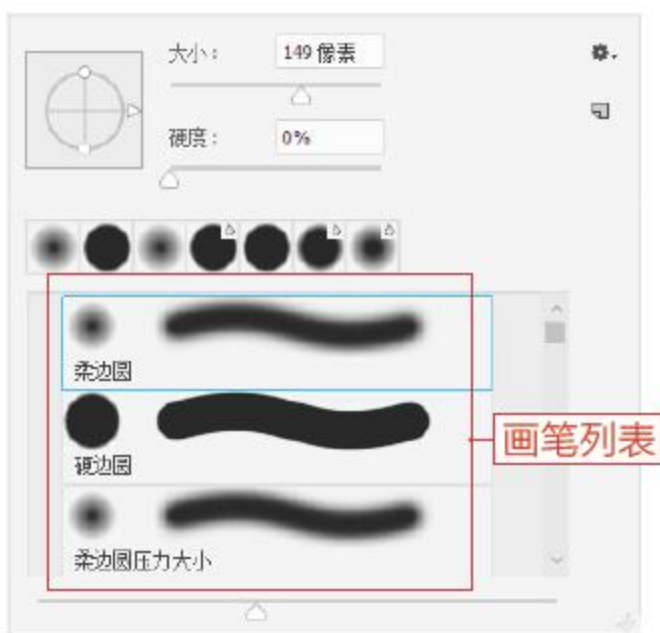 大小： 149 像素
硬度： 0%
柔边圆
硬边圆
画笔列表
柔边圆压力大小